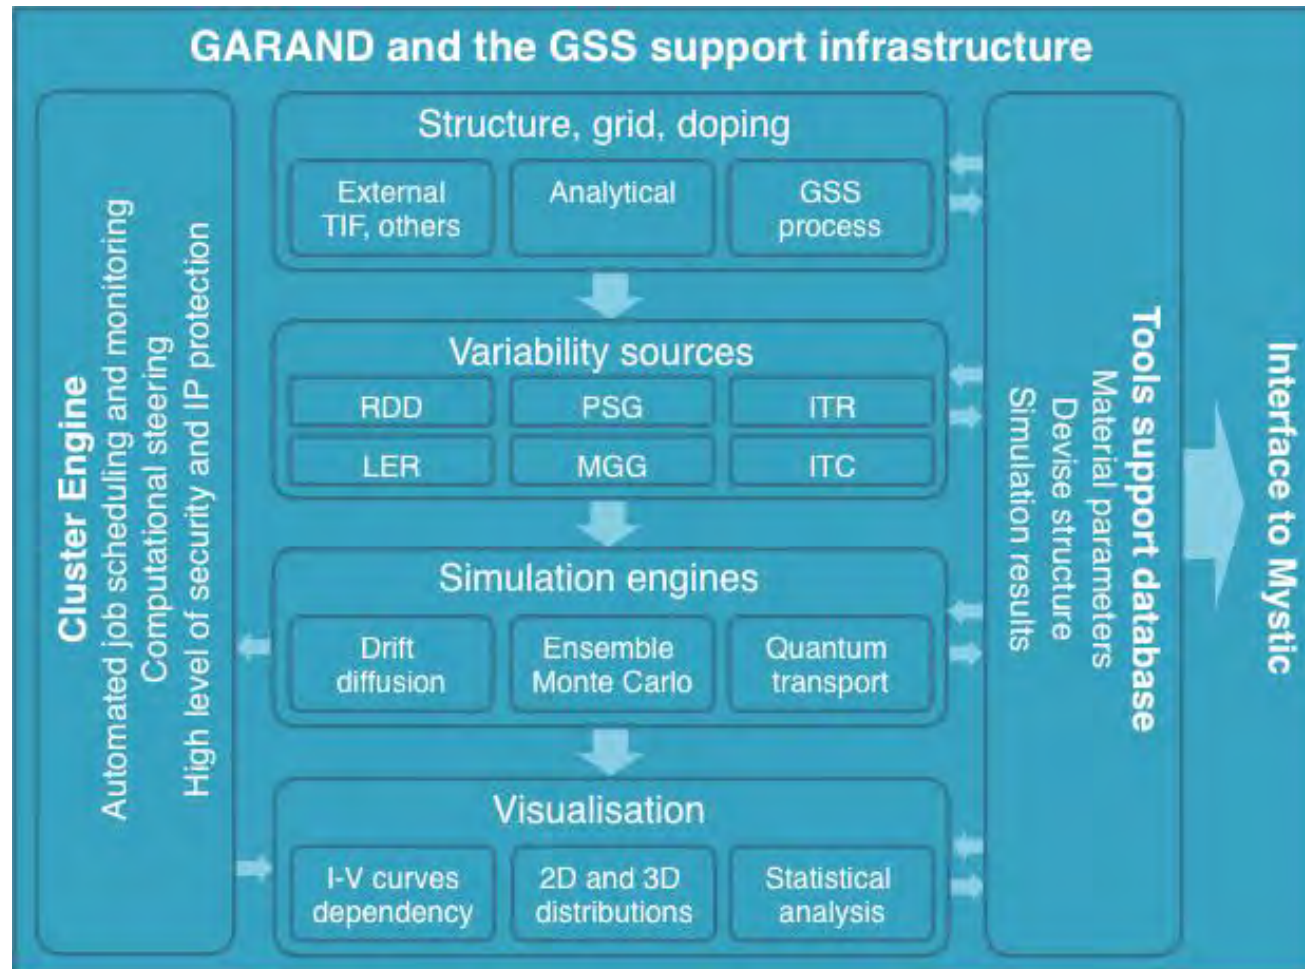 GARAND and the GSS support infrastructure
Cluster Engine
Automated job scheduling and monitoring
Computational steering
High level of security and IP protection
Structure, grid, doping
External
TIF, others
Analytical
GSS
process
Variability sources
RDD
PSG
ITR
LER
MGG
ITC
Simulation engines
Drift
diffusion
Ensemble
Monte Carlo
Quantum
transport
Visualisation
I-V curves
dependency
2D and 3D
distributions
Statistical
analysis
Tools support database
Material parameters
Devise structure
Simulation results
Interface to Mystic